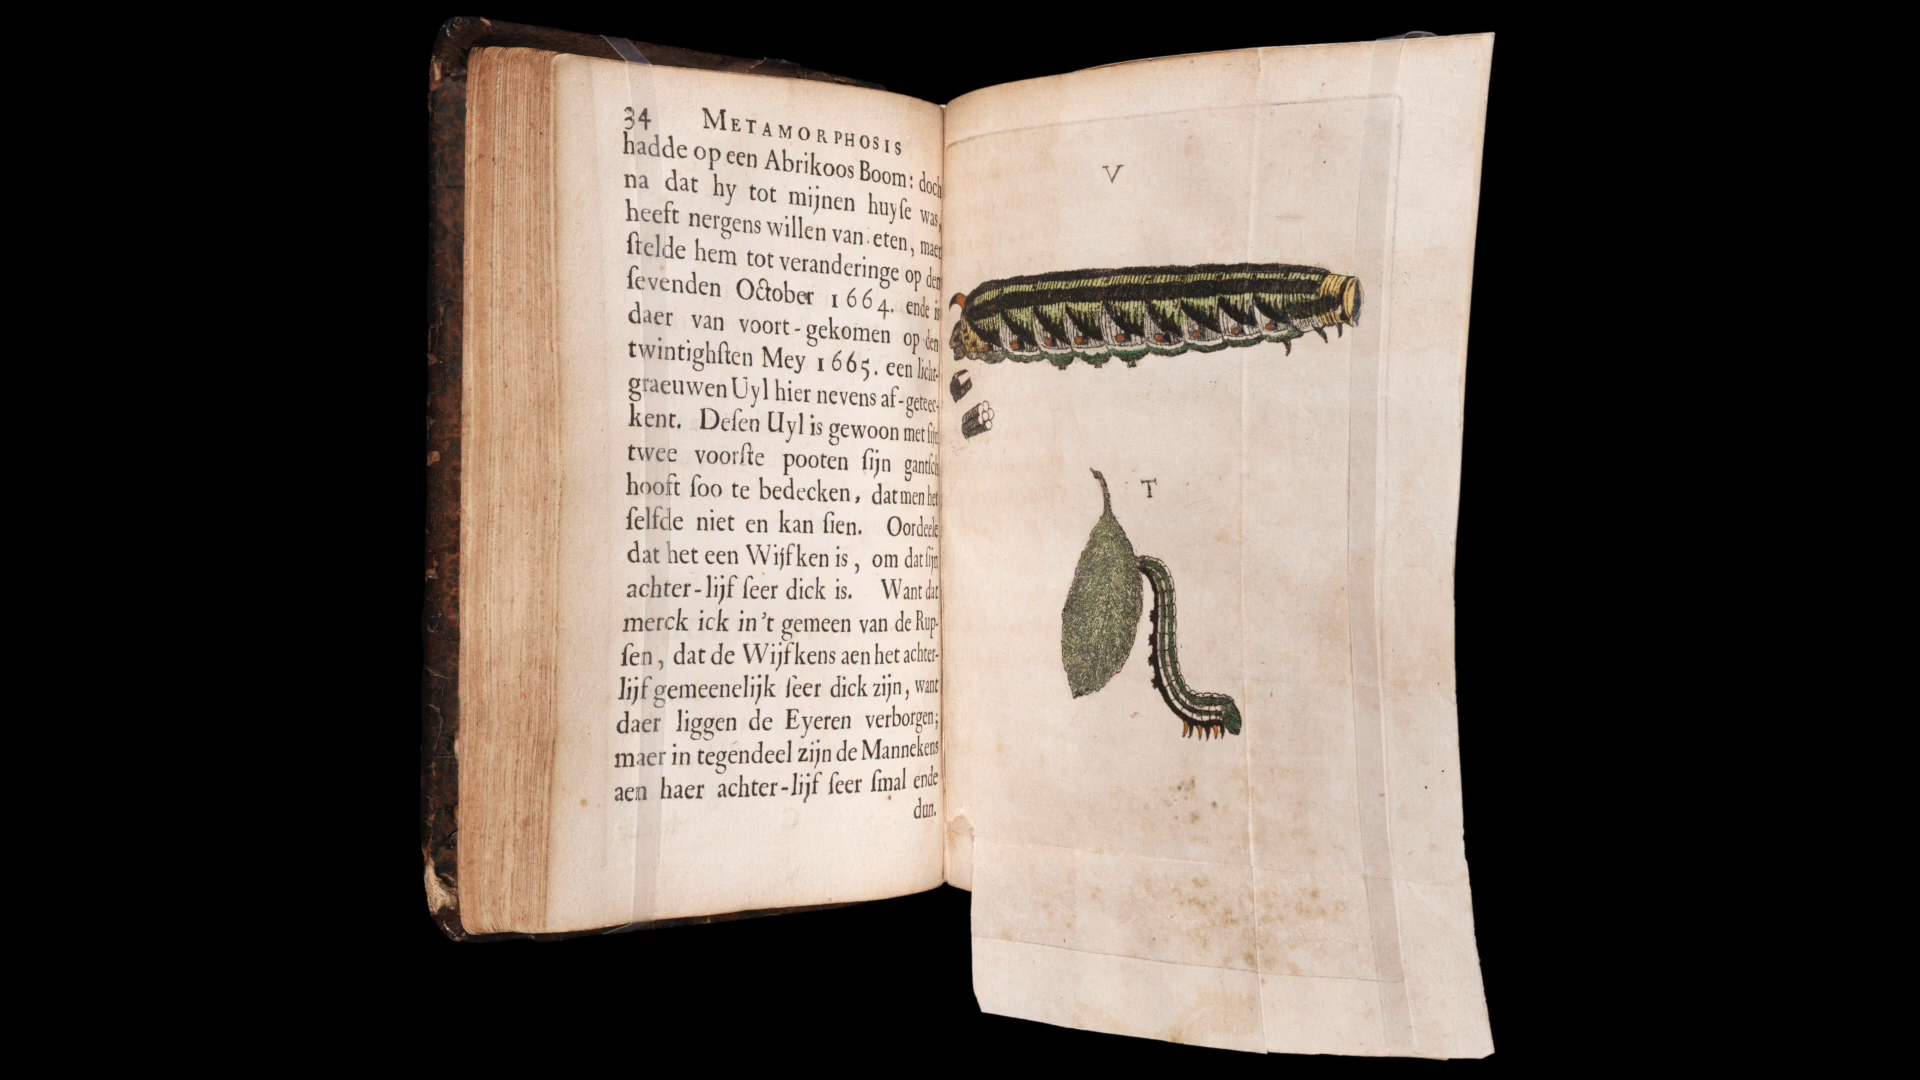 34 METAMORPHOSIS
hadde op een Abrikoos Boom: doch
na dat hy tot mijnen huyſe was,
heeft nergens willen van eten, maer
ſtelde hem tot veranderinge op den
ſevenden October 1664. ende is
daer van voort-gekomen op den
twintighſten Mey 1665. een licht-
graeuwen Uyl hier nevens af-geteec-
kent. Deſen Uyl is gewoon met ſijn
twee voorſte pooten ſijn gantſch
hooft ſoo te bedecken, dat men het
ſelfde niet en kan ſien. Oordeele
dat het een Wijfken is, om dat ſijn
achter-lijf ſeer dick is. Want dat
merck ick in't gemeen van de Rup-
ſen, dat de Wijfkens aen het achter-
lijf gemeenelijk ſeer dick zijn, want
daer liggen de Eyeren verborgen;
maer in tegendeel zijn de Mannekens
aen haer achter-lijf ſeer ſmal ende
dun.
V
T